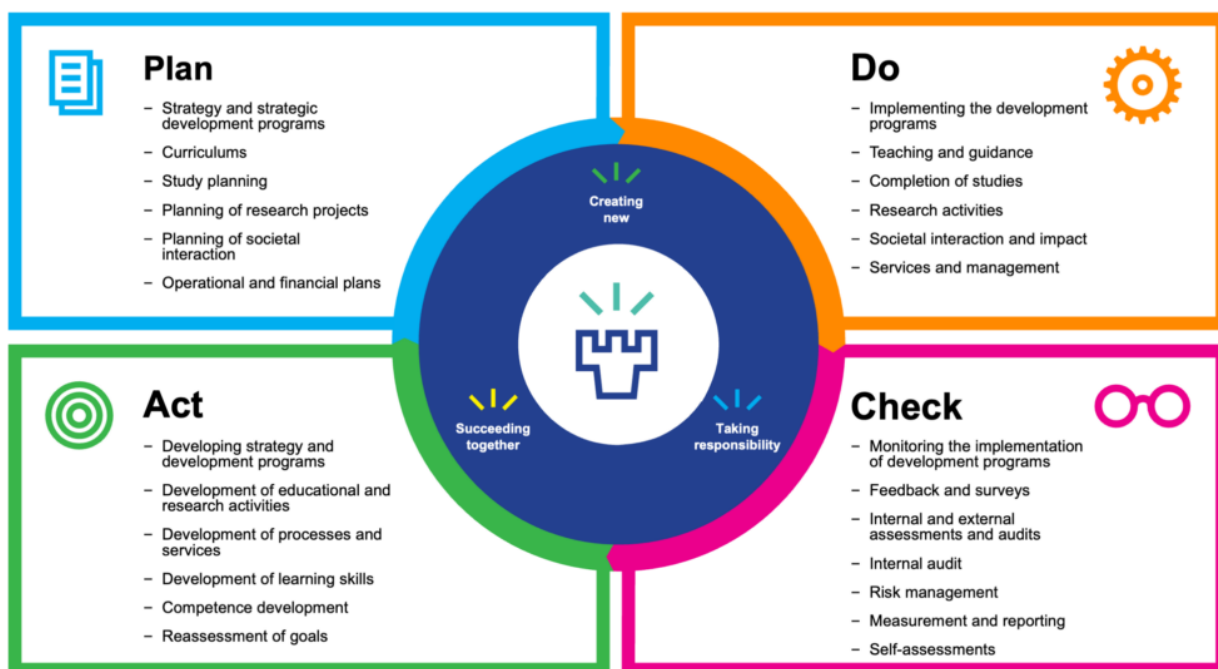 Plan
– Strategy and strategic
development programs
– Curriculums
– Study planning
– Planning of research projects
– Planning of societal
interaction
– Operational and financial plans
Do
– Implementing the development
programs
– Teaching and guidance
– Completion of studies
– Research activities
– Societal interaction and impact
– Services and management
Creating
new
Succeeding
together
Taking
responsibility
Act
– Developing strategy and
development programs
– Development of educational and
research activities
– Development of processes and
services
– Development of learning skills
– Competence development
– Reassessment of goals
Check
– Monitoring the implementation
of development programs
– Feedback and surveys
– Internal and external
assessments and audits
– Internal audit
– Risk management
– Measurement and reporting
– Self-assessments